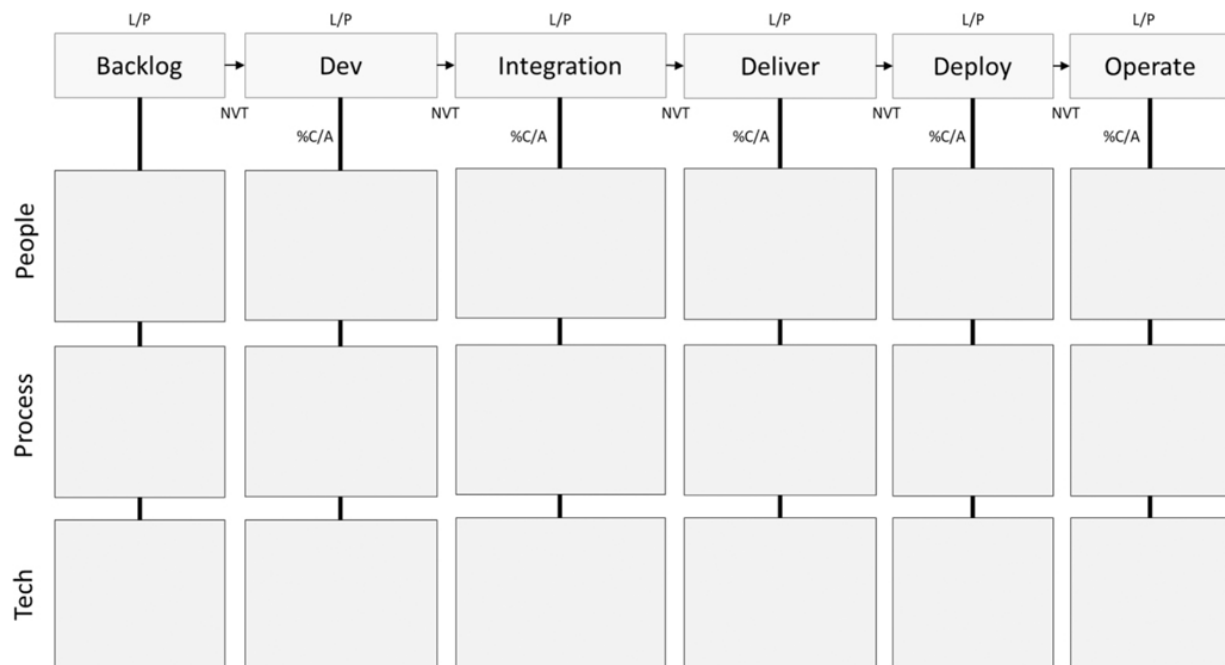 L/P L/P L/P L/P L/P L/P
Backlog Dev Integration Deliver Deploy Operate
NVT NVT NVT NVT NVT
%C/A %C/A %C/A %C/A %C/A
People
Process
Tech